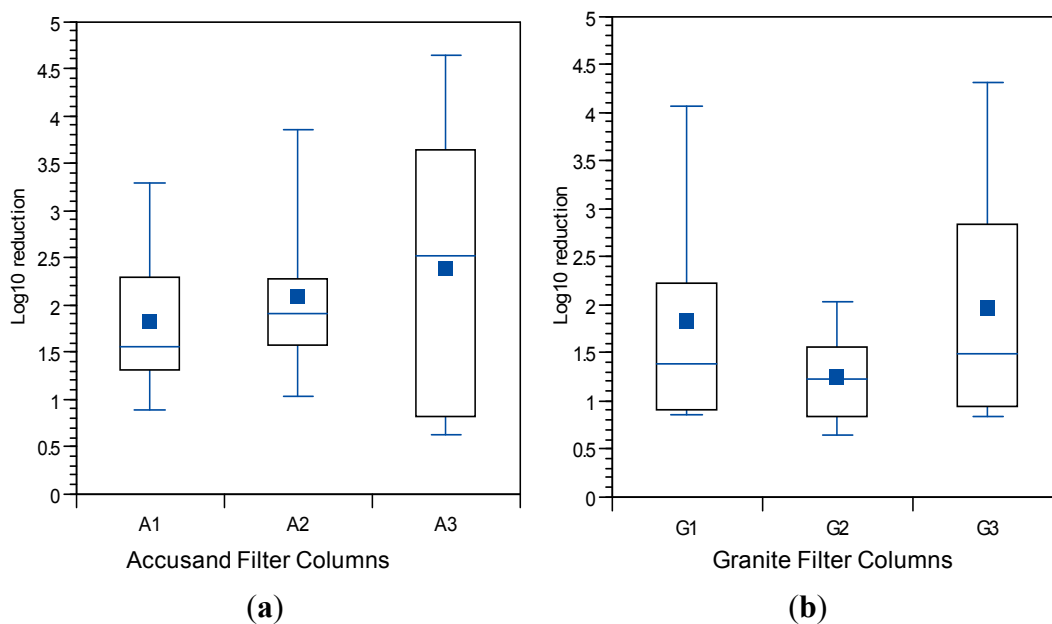 5
4.5
4
3.5
3
2.5
2
1.5
1
0.5
0
Log10 reduction
A1 A2 A3
Accusand Filter Columns
(a)
5
4.5
4
3.5
3
2.5
2
1.5
1
0.5
0
Log10 reduction
G1 G2 G3
Granite Filter Columns
(b)